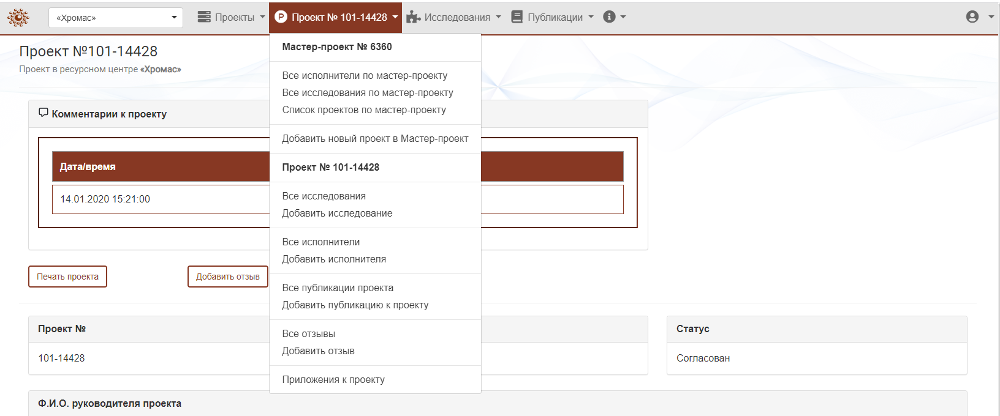 «Хромас»
Проекты
Проект № 101-14428
Исследования
Публикации
Проект №101-14428
Проект в ресурсном центре «Хромас»
Мастер-проект № 6360
Все исполнители по мастер-проекту
Все исследования по мастер-проекту
Список проектов по мастер-проекту
Добавить новый проект в Мастер-проект
Проект № 101-14428
Все исследования
Добавить исследование
Все исполнители
Добавить исполнителя
Все публикации проекта
Добавить публикацию к проекту
Все отзывы
Добавить отзыв
Приложения к проекту
Комментарии к проекту
Дата/время
14.01.2020 15:21:00
Печать проекта
Добавить отзыв
Проект №
101-14428
Статус
Согласован
Ф.И.О. руководителя проекта